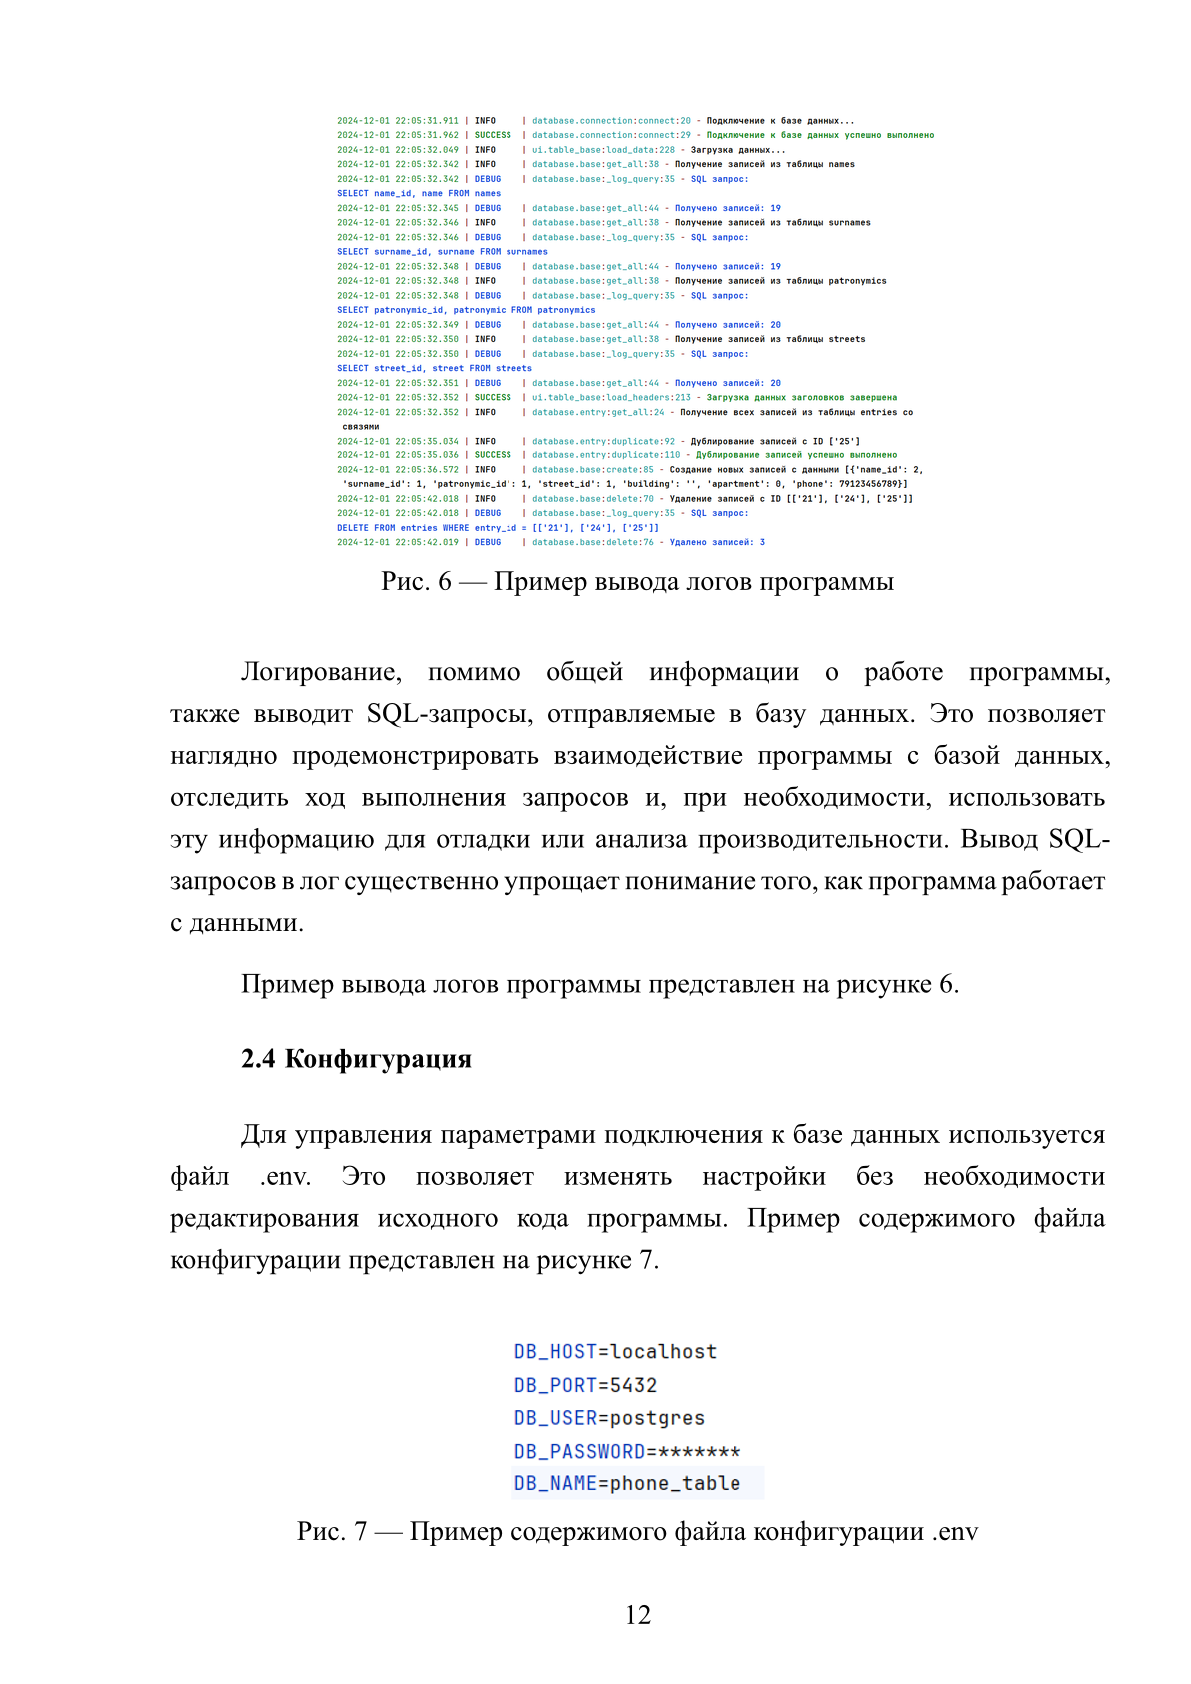 2024-12-01 22:05:31.911 | INFO | database.connection:connect:20 - Подключение к базе данных...
2024-12-01 22:05:31.962 | SUCCESS | database.connection:connect:29 - Подключение к базе данных успешно выполнено
2024-12-01 22:05:32.049 | INFO | ui.table_base:load_data:228 - Загрузка данных...
2024-12-01 22:05:32.342 | INFO | database.base:get_all:38 - Получение записей из таблицы names
2024-12-01 22:05:32.342 | DEBUG | database.base:_log_query:35 - SQL запрос:
SELECT name_id, name FROM names
2024-12-01 22:05:32.345 | DEBUG | database.base:get_all:44 - Получено записей: 19
2024-12-01 22:05:32.346 | INFO | database.base:get_all:38 - Получение записей из таблицы surnames
2024-12-01 22:05:32.346 | DEBUG | database.base:_log_query:35 - SQL запрос:
SELECT surname_id, surname FROM surnames
2024-12-01 22:05:32.348 | DEBUG | database.base:get_all:44 - Получено записей: 19
2024-12-01 22:05:32.348 | INFO | database.base:get_all:38 - Получение записей из таблицы patronymics
2024-12-01 22:05:32.348 | DEBUG | database.base:_log_query:35 - SQL запрос:
SELECT patronymic_id, patronymic FROM patronymics
2024-12-01 22:05:32.349 | DEBUG | database.base:get_all:44 - Получено записей: 20
2024-12-01 22:05:32.350 | INFO | database.base:get_all:38 - Получение записей из таблицы streets
2024-12-01 22:05:32.350 | DEBUG | database.base:_log_query:35 - SQL запрос:
SELECT street_id, street FROM streets
2024-12-01 22:05:32.351 | DEBUG | database.base:get_all:44 - Получено записей: 20
2024-12-01 22:05:32.352 | SUCCESS | ui.table_base:load_headers:213 - Загрузка данных заголовков завершена
2024-12-01 22:05:32.352 | INFO | database.entry:get_all:24 - Получение всех записей из таблицы entries со
связями
2024-12-01 22:05:35.034 | INFO | database.entry:duplicate:92 - Дублирование записей с ID ['25']
2024-12-01 22:05:35.036 | SUCCESS | database.entry:duplicate:110 - Дублирование записей успешно выполнено
2024-12-01 22:05:36.572 | INFO | database.base:create:85 - Создание новых записей с данными [{'name_id': 2,
'surname_id': 1, 'patronymic_id': 1, 'street_id': 1, 'building': '', 'apartment': 0, 'phone': 79123456789}]
2024-12-01 22:05:42.018 | INFO | database.base:delete:70 - Удаление записей с ID [['21'], ['24'], ['25']]
2024-12-01 22:05:42.018 | DEBUG | database.base:_log_query:35 - SQL запрос:
DELETE FROM entries WHERE entry_id = [['21'], ['24'], ['25']]
2024-12-01 22:05:42.019 | DEBUG | database.base:delete:76 - Удалено записей: 3
Рис. 6 — Пример вывода логов программы
Логирование, помимо общей информации о работе программы,
также выводит SQL-запросы, отправляемые в базу данных. Это позволяет
наглядно продемонстрировать взаимодействие программы с базой данных,
отследить ход выполнения запросов и, при необходимости, использовать
эту информацию для отладки или анализа производительности. Вывод SQL-
запросов в лог существенно упрощает понимание того, как программа работает
с данными.
Пример вывода логов программы представлен на рисунке 6.
2.4 Конфигурация
Для управления параметрами подключения к базе данных используется
файл .env. Это позволяет изменять настройки без необходимости
редактирования исходного кода программы. Пример содержимого файла
конфигурации представлен на рисунке 7.
DB_HOST=localhost
DB_PORT=5432
DB_USER=postgres
DB_PASSWORD=*******
DB_NAME=phone_table
Рис. 7 — Пример содержимого файла конфигурации .env
12